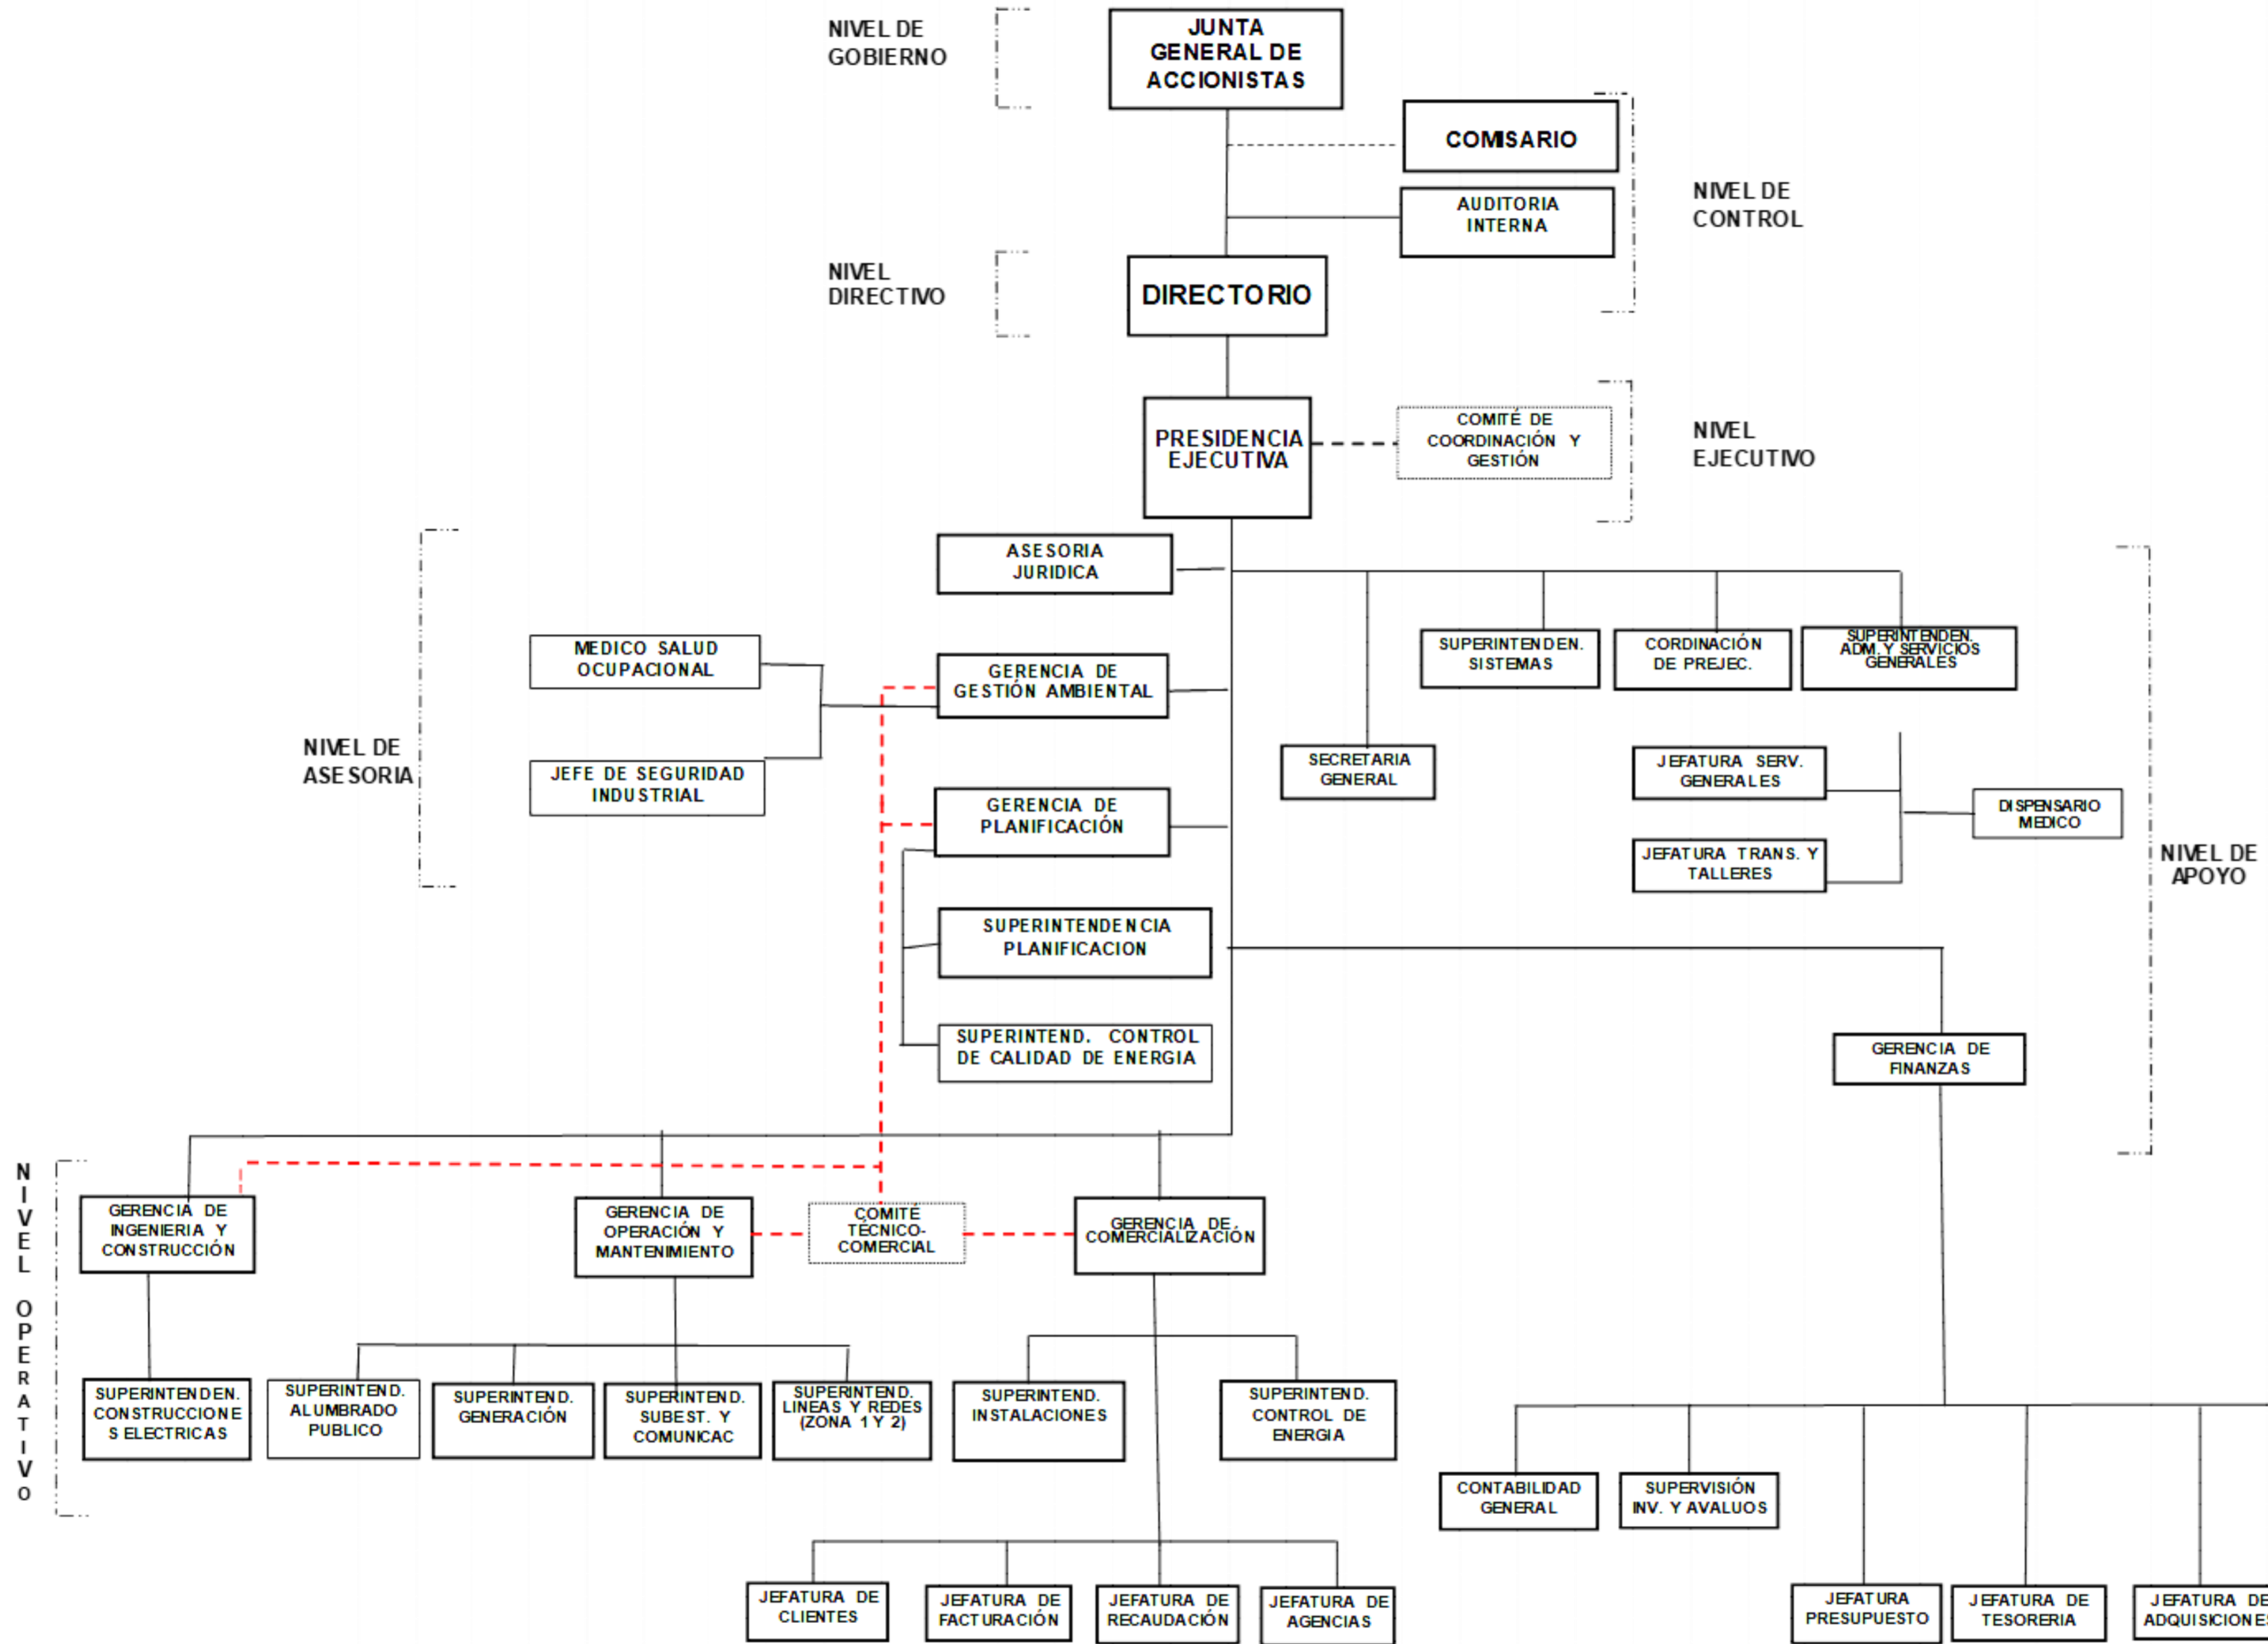 NIVEL DE
GOBIERNO
JUNTA
GENERAL DE
ACCIONISTAS
COMISARIO
AUDITORIA
INTERNA
NIVEL DE
CONTROL
NIVEL
DIRECTIVO
DIRECTORIO
PRESIDENCIA
EJECUTIVA
COMITÉ DE
COORDINACIÓN Y
GESTIÓN
NIVEL
EJECUTIVO
ASESORIA
JURIDICA
MEDICO SALUD
OCUPACIONAL
GERENCIA DE
GESTIÓN AMBIENTAL
SUPERINTENDEN.
SISTEMAS
CORDINACIÓN
DE PREJEC.
SUPERINTENDEN.
ADM. Y SERVICIOS
GENERALES
NIVEL DE
ASESORIA
JEFE DE SEGURIDAD
INDUSTRIAL
SECRETARIA
GENERAL
JEFATURA SERV.
GENERALES
GERENCIA DE
PLANIFICACIÓN
DISPENSARIO
MEDICO
JEFATURA TRANS. Y
TALLERES
NIVEL DE
APOYO
SUPERINTENDENCIA
PLANIFICACION
SUPERINTEND. CONTROL
DE CALIDAD DE ENERGIA
GERENCIA DE
FINANZAS
NIVEL OPERATIVO
GERENCIA DE
INGENIERIA Y
CONSTRUCCIÓN
GERENCIA DE
OPERACIÓN Y
MANTENIMIENTO
COMITÉ
TÉCNICO-
COMERCIAL
GERENCIA DE
COMERCIALIZACIÓN
SUPERINTENDEN.
CONSTRUCCIONE
S ELECTRICAS
SUPERINTEND.
ALUMBRADO
PUBLICO
SUPERINTEND.
GENERACIÓN
SUPERINTEND.
SUBEST. Y
COMUNICAC
SUPERINTEND.
LINEAS Y REDES
(ZONA 1 Y 2)
SUPERINTEND.
INSTALACIONES
SUPERINTEND.
CONTROL DE
ENERGIA
CONTABILIDAD
GENERAL
SUPERVISIÓN
INV. Y AVALUOS
JEFATURA DE
CLIENTES
JEFATURA DE
FACTURACIÓN
JEFATURA DE
RECAUDACIÓN
JEFATURA DE
AGENCIAS
JEFATURA
PRESUPUESTO
JEFATURA DE
TESORERIA
JEFATURA DE
ADQUISICIONES